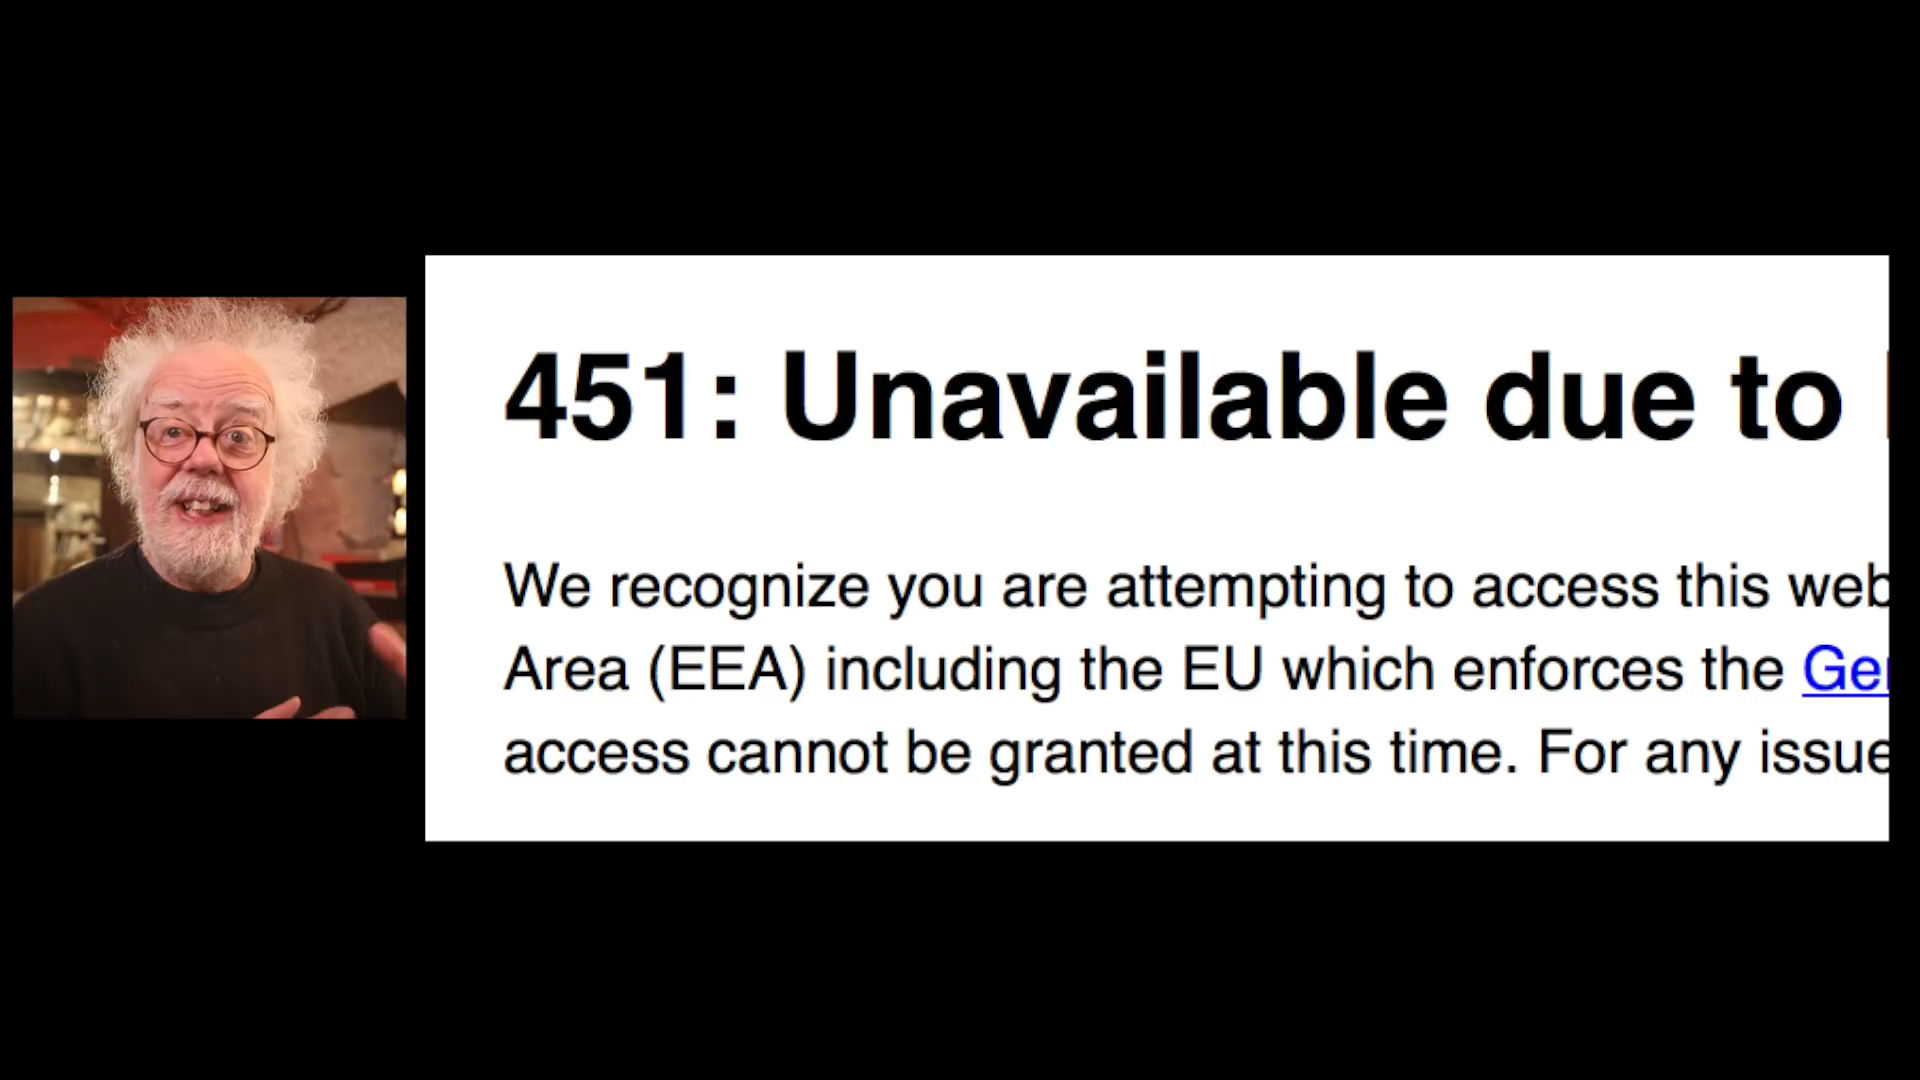 451: Unavailable due to
We recognize you are attempting to access this web
Area (EEA) including the EU which enforces the Ge
access cannot be granted at this time. For any issue